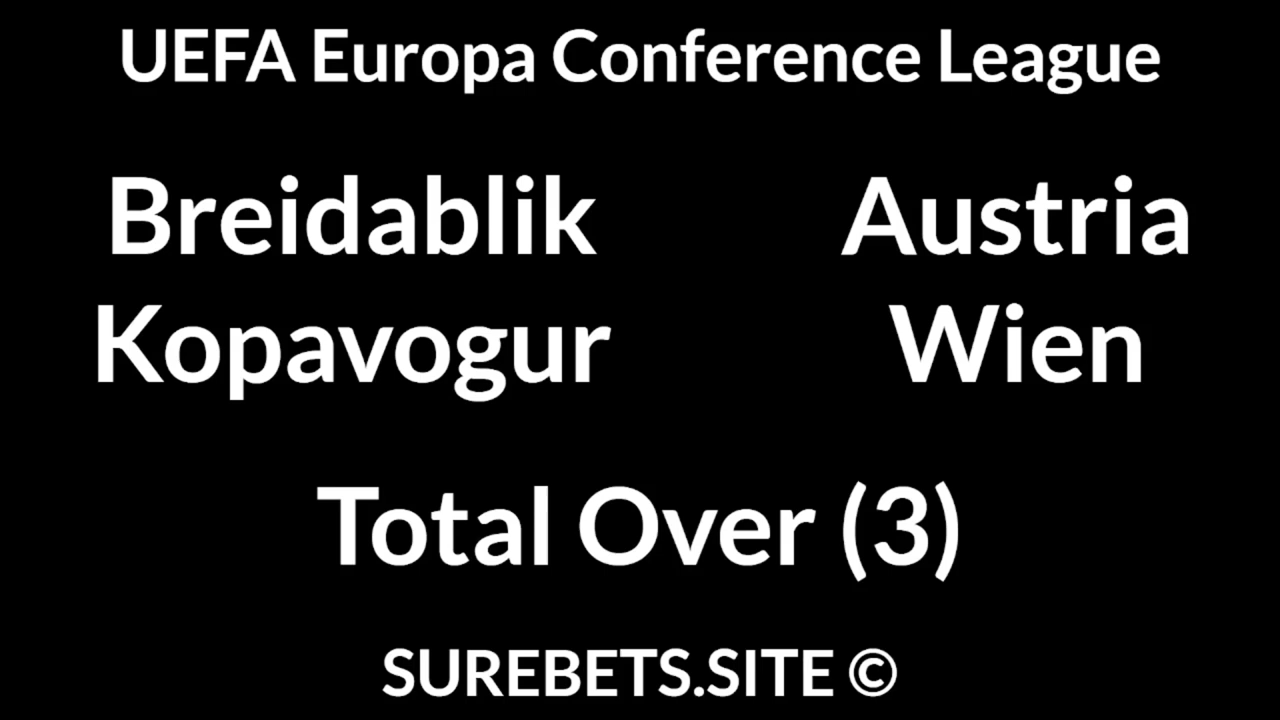 UEFA Europa Conference League
Breidablik
Kopavogur
Austria
Wien
Total Over (3)
SUREBETS.SITE ©